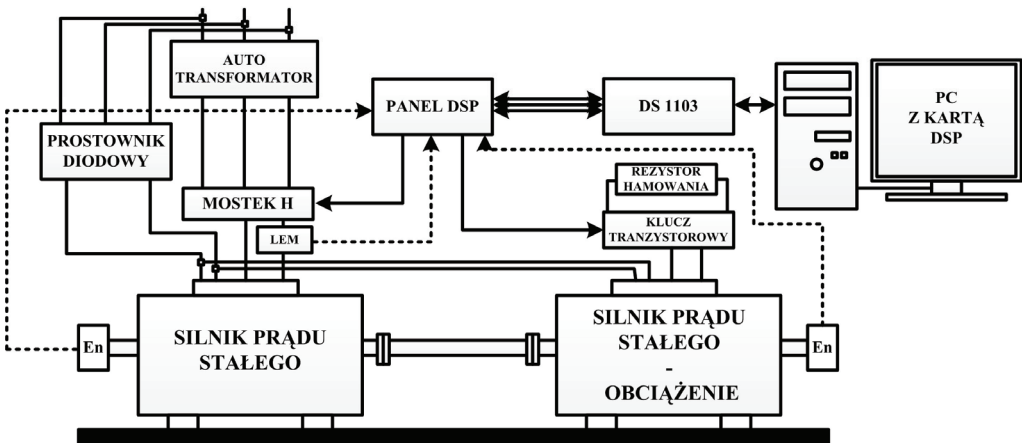 AUTO
TRANSFORMATOR
PROSTOWNIK
DIODOWY
MOSTEK H
LEM
PANEL DSP
DS 1103
PC
Z KARTĄ
DSP
REZYSTOR
HAMOWANIA
KLUCZ
TRANZYSTOROWY
En
SILNIK PRĄDU
STAŁEGO
SILNIK PRĄDU
STAŁEGO
-
OBCIĄŻENIE
En